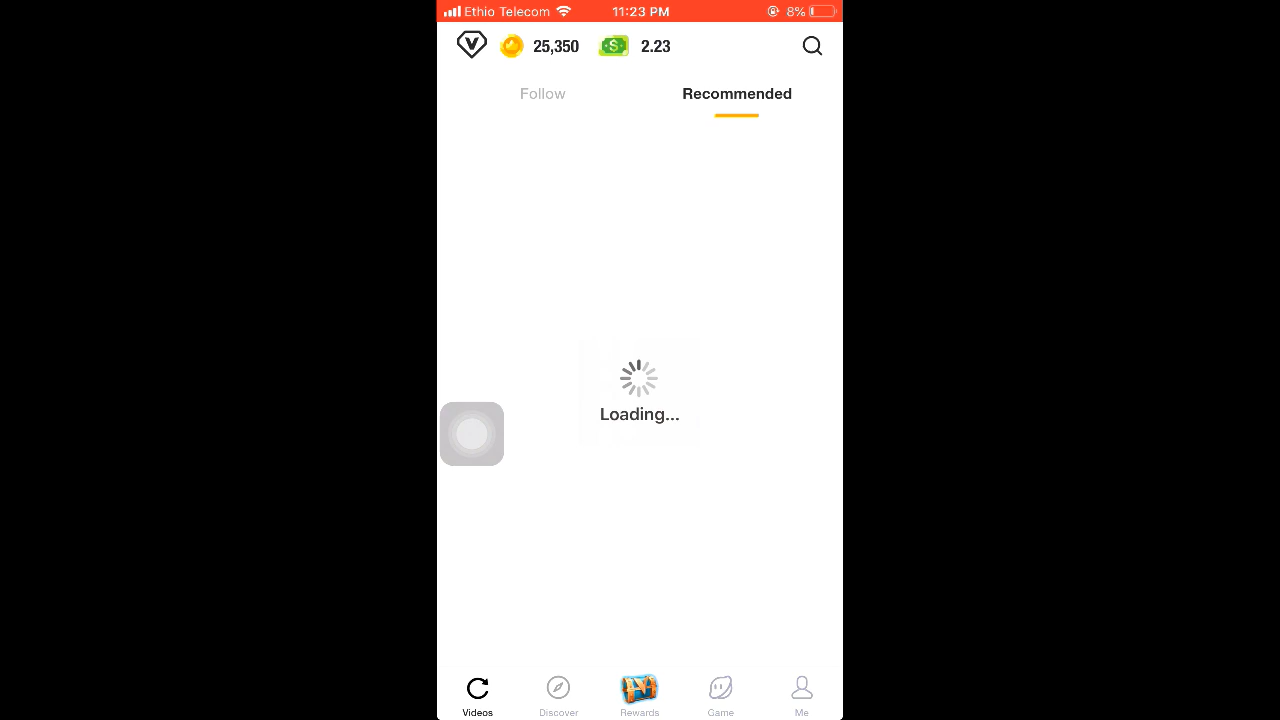 Ethio Telecom 11:23 PM 8%
25,350 2.23
Follow Recommended
Loading...
Videos Discover Rewards Game Me